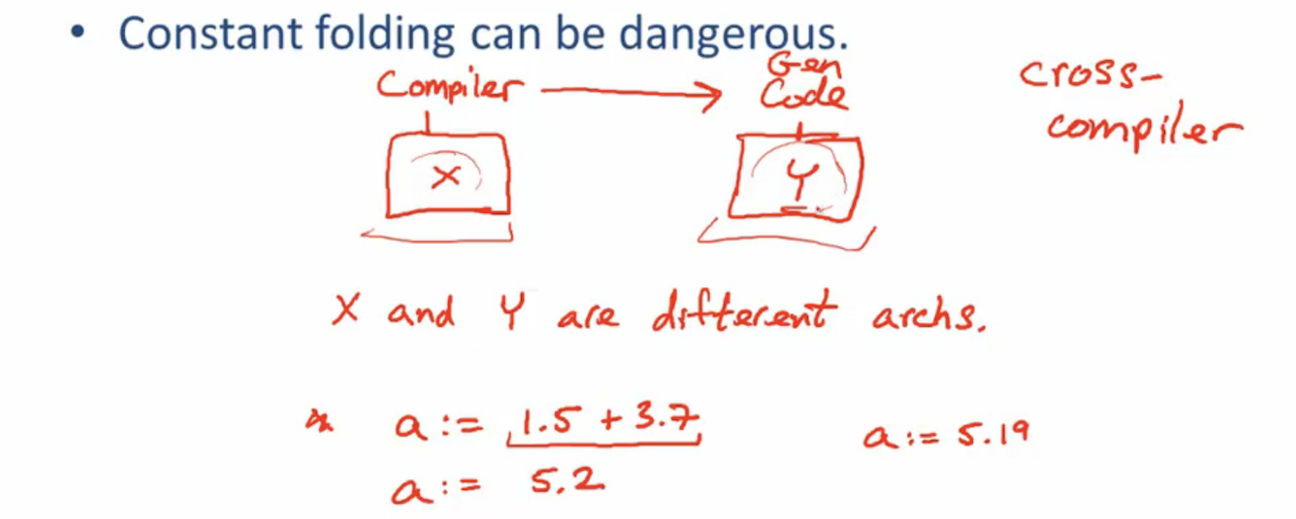 • Constant folding can be dangerous.
Compiler
Gen
Code
cross-
compiler
X
Y
X and Y are different archs.
a := 1.5 + 3.7
a := 5.19
a := 5.2